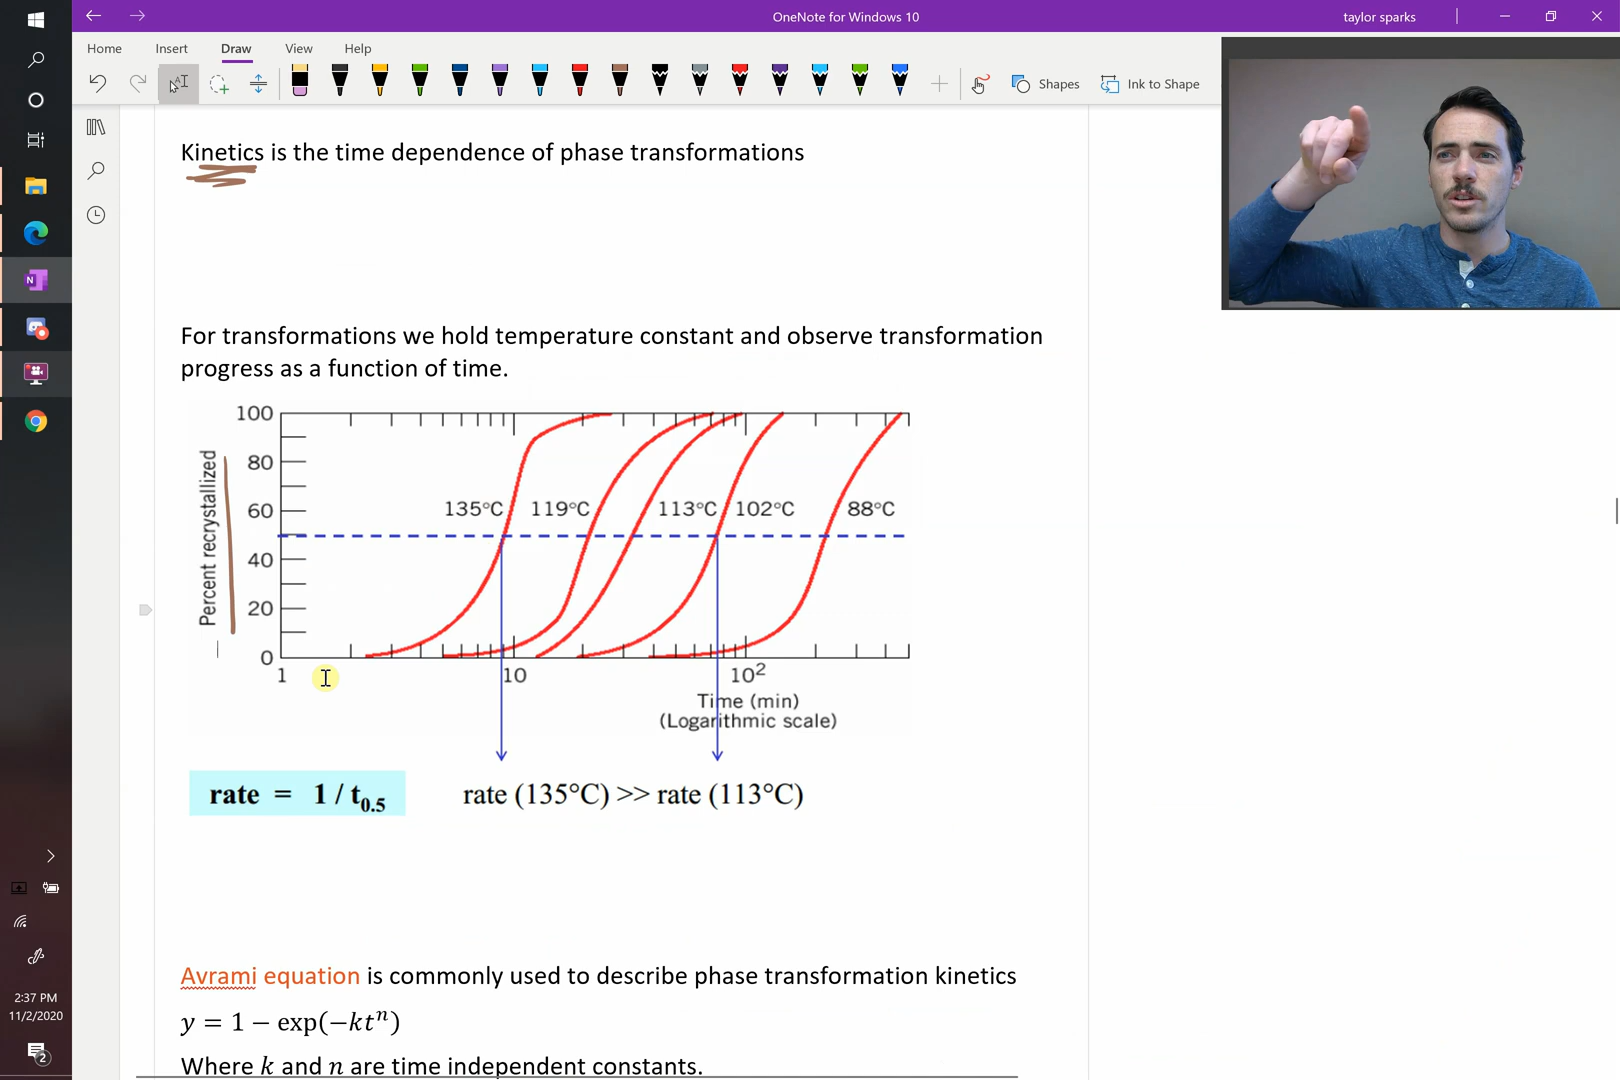 OneNote for Windows 10
taylor sparks
Home Insert Draw View Help
Shapes
Ink to Shape
Kinetics is the time dependence of phase transformations
For transformations we hold temperature constant and observe transformation
progress as a function of time.
Percent recrystallized
100
80
60
40
20
0
135°C 119°C 113°C 102°C 88°C
1 10 10²
Time (min)
(Logarithmic scale)
rate = 1 / t0.5
rate (135°C) >> rate (113°C)
Avrami equation is commonly used to describe phase transformation kinetics
y = 1 − exp(−ktⁿ)
Where k and n are time independent constants.
2:37 PM
11/2/2020
2